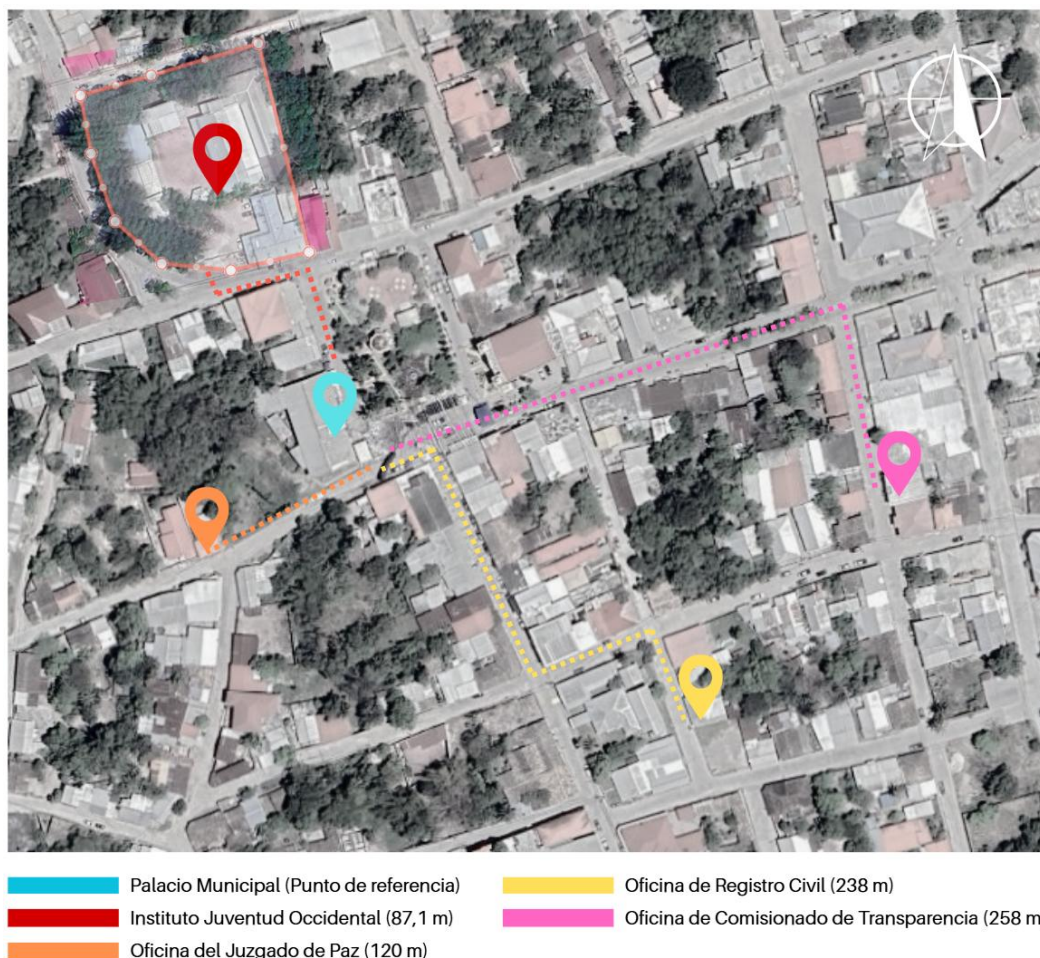 Palacio Municipal (Punto de referencia)
Instituto Juventud Occidental (87,1 m)
Oficina del Juzgado de Paz (120 m)
Oficina de Registro Civil (238 m)
Oficina de Comisionado de Transparencia (258 m